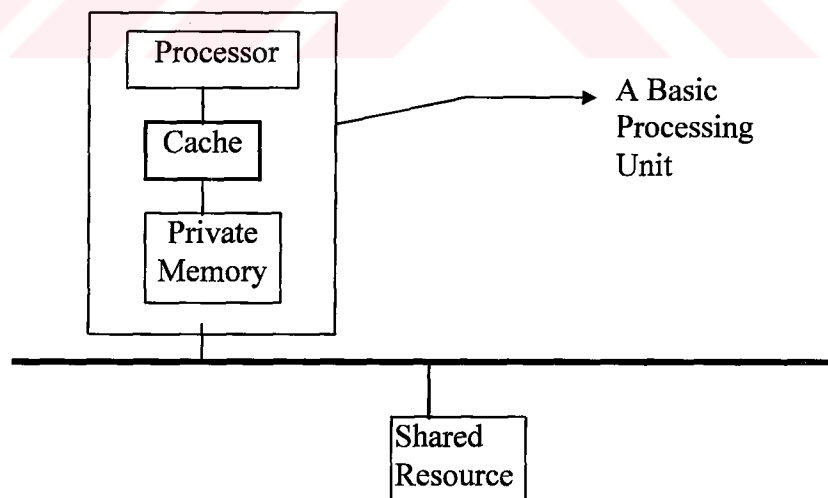 Processor
Cache
Private
Memory
A Basic
Processing
Unit
Shared
Resource